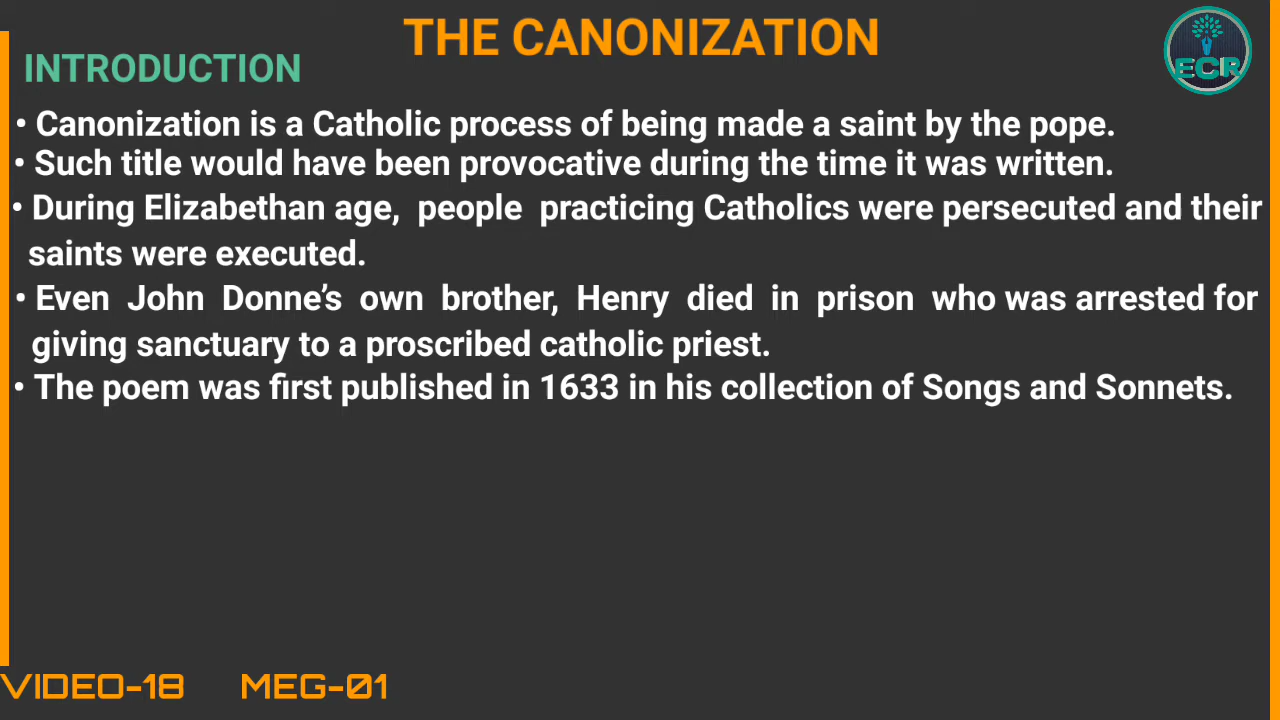 THE CANONIZATION
ECR
INTRODUCTION
• Canonization is a Catholic process of being made a saint by the pope.
• Such title would have been provocative during the time it was written.
• During Elizabethan age, people practicing Catholics were persecuted and their
saints were executed.
• Even John Donne’s own brother, Henry died in prison who was arrested for
giving sanctuary to a proscribed catholic priest.
• The poem was first published in 1633 in his collection of Songs and Sonnets.
VIDEO-18 MEG-01